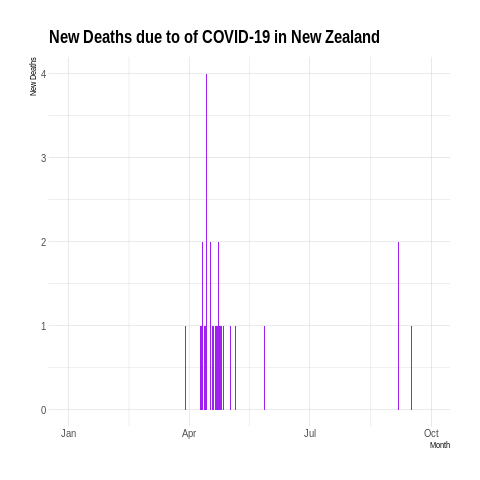 New Deaths due to of COVID-19 in New Zealand
New Deaths
4
3
2
1
0
Jan Apr Jul Oct
Month